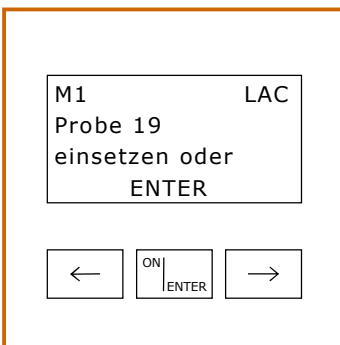 M1 LAC
Probe 19
einsetzen oder
ENTER
← ON ENTER →